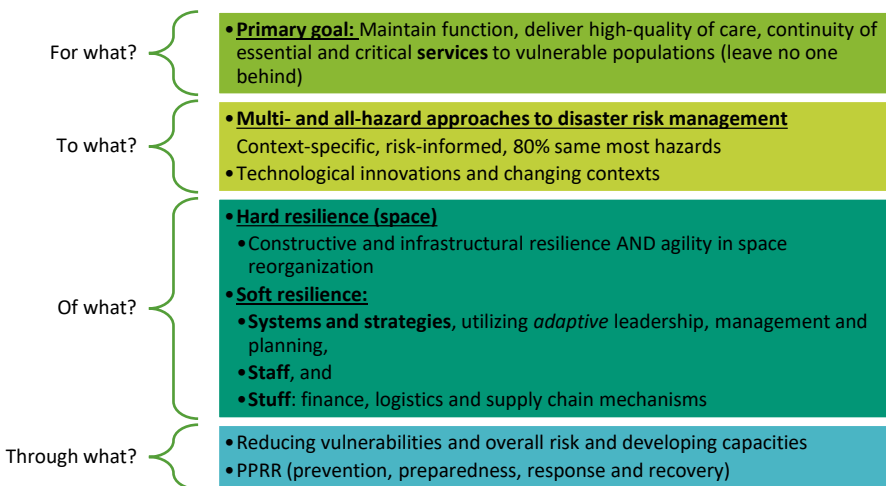 For what?
•Primary goal: Maintain function, deliver high-quality of care, continuity of
essential and critical services to vulnerable populations (leave no one
behind)
To what?
•Multi- and all-hazard approaches to disaster risk management
Context-specific, risk-informed, 80% same most hazards
•Technological innovations and changing contexts
Of what?
•Hard resilience (space)
•Constructive and infrastructural resilience AND agility in space
reorganization
•Soft resilience:
•Systems and strategies, utilizing adaptive leadership, management and
planning,
•Staff, and
•Stuff: finance, logistics and supply chain mechanisms
Through what?
•Reducing vulnerabilities and overall risk and developing capacities
•PPRR (prevention, preparedness, response and recovery)